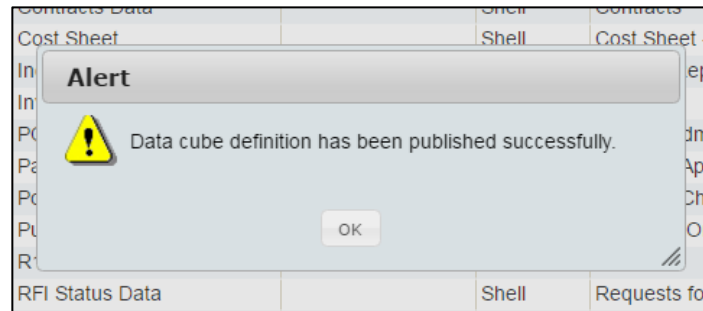 Contracts Data Shell Contracts
Cost Sheet Shell Cost Sheet
Alert
Data cube definition has been published successfully.
OK
RFI Status Data Shell Requests fo